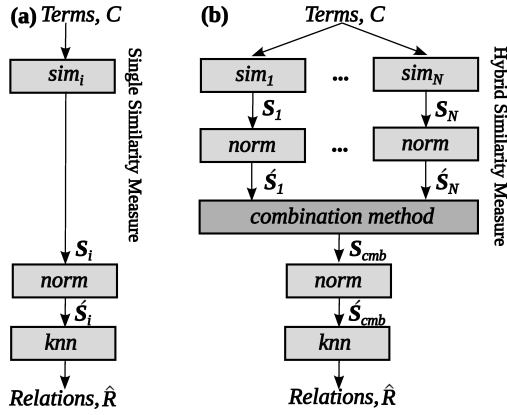 (a) Terms, C
sim_i
Single Similarity Measure
S_i
norm
Ś_i
knn
Relations, R̂
(b) Terms, C
sim_1 ... sim_N
S_1 S_N
norm ... norm
Ś_1 Ś_N
combination method
Hybrid Similarity Measure
S_cmb
norm
Ś_cmb
knn
Relations, R̂